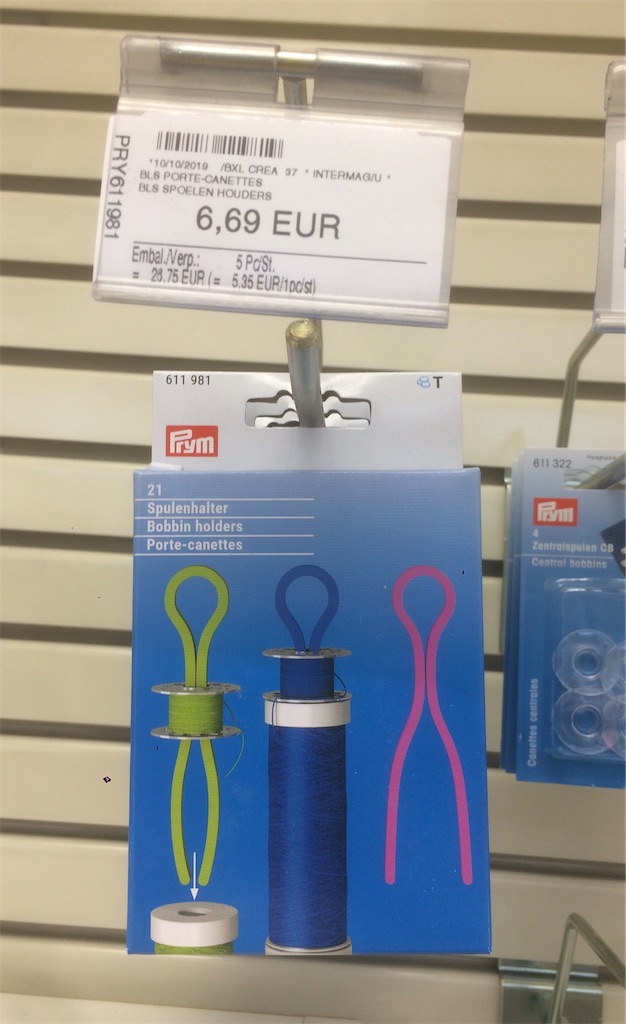 *10/10/2019 /BXL CREA 37 * INTERMAG/U *
BLS PORTE-CANETTES
BLS SPOELEN HOUDERS
6,69 EUR
Embal./Verp.: 5 Pc/St.
= 26.75 EUR (= 5.35 EUR/1pc/st)
PRY611981
611 981
T
Prym
21
Spulenhalter
Bobbin holders
Porte-canettes
611 322
Prym
4
Zentralspulen CB
Central bobbins
Canettes centrales